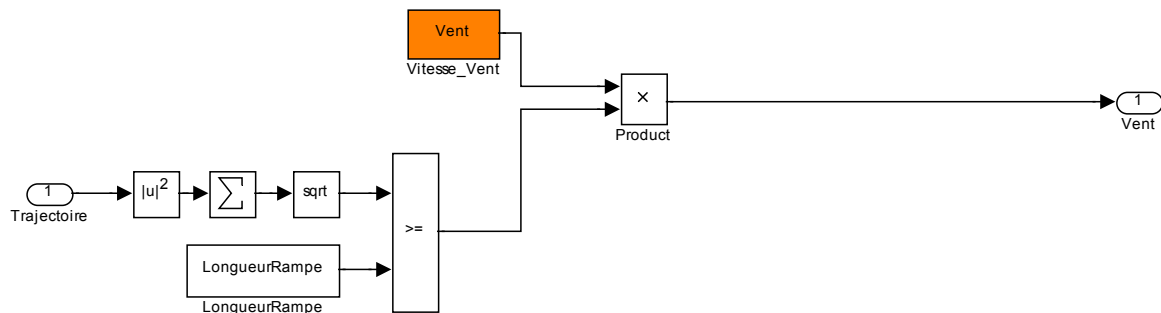 Vent
Vitesse_Vent
×
Product
1
Vent
1
Trajectoire
|u|2
∑
sqrt
>=
LongueurRampe
LongueurRampe